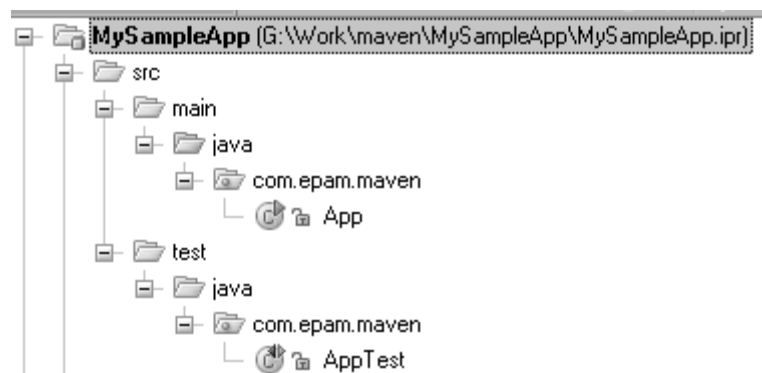 MySampleApp (G:\Work\maven\MySampleApp\MySampleApp.ipr)
src
main
java
com.epam.maven
App
test
java
com.epam.maven
AppTest